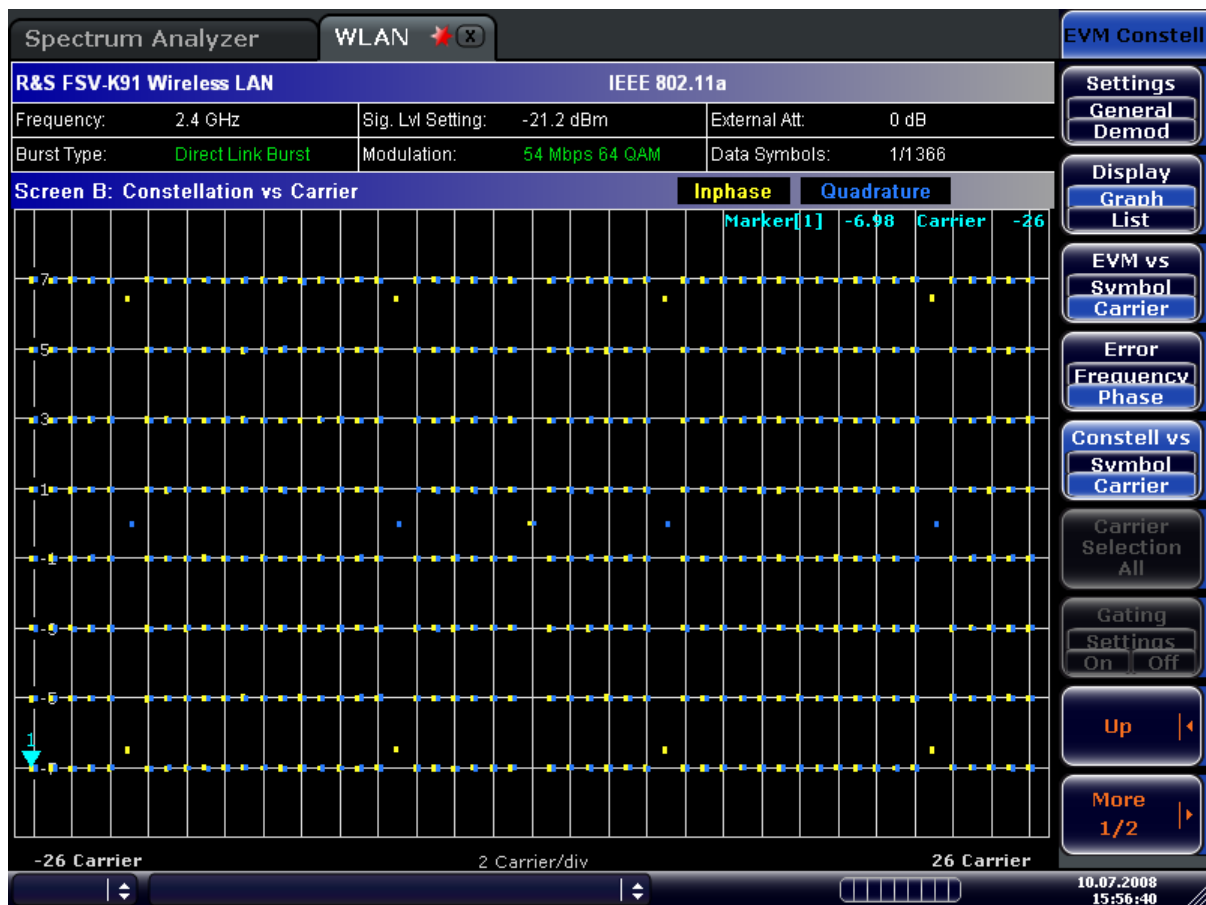 Spectrum Analyzer WLAN X EVM Constell
R&S FSV-K91 Wireless LAN IEEE 802.11a
Frequency: 2.4 GHz Sig. Lvl Setting: -21.2 dBm External Att: 0 dB
Burst Type: Direct Link Burst Modulation: 54 Mbps 64 QAM Data Symbols: 1/1366
Screen B: Constellation vs Carrier Inphase Quadrature
Marker[1] -6.98 Carrier -26
7
5
3
1
-1
-3
-5
1
-7
-26 Carrier 2 Carrier/div 26 Carrier
Settings
General
Demod
Display
Graph
List
EVM vs
Symbol
Carrier
Error
Frequency
Phase
Constell vs
Symbol
Carrier
Carrier
Selection
All
Gating
Settings
On Off
Up
More
1/2
10.07.2008
15:56:40